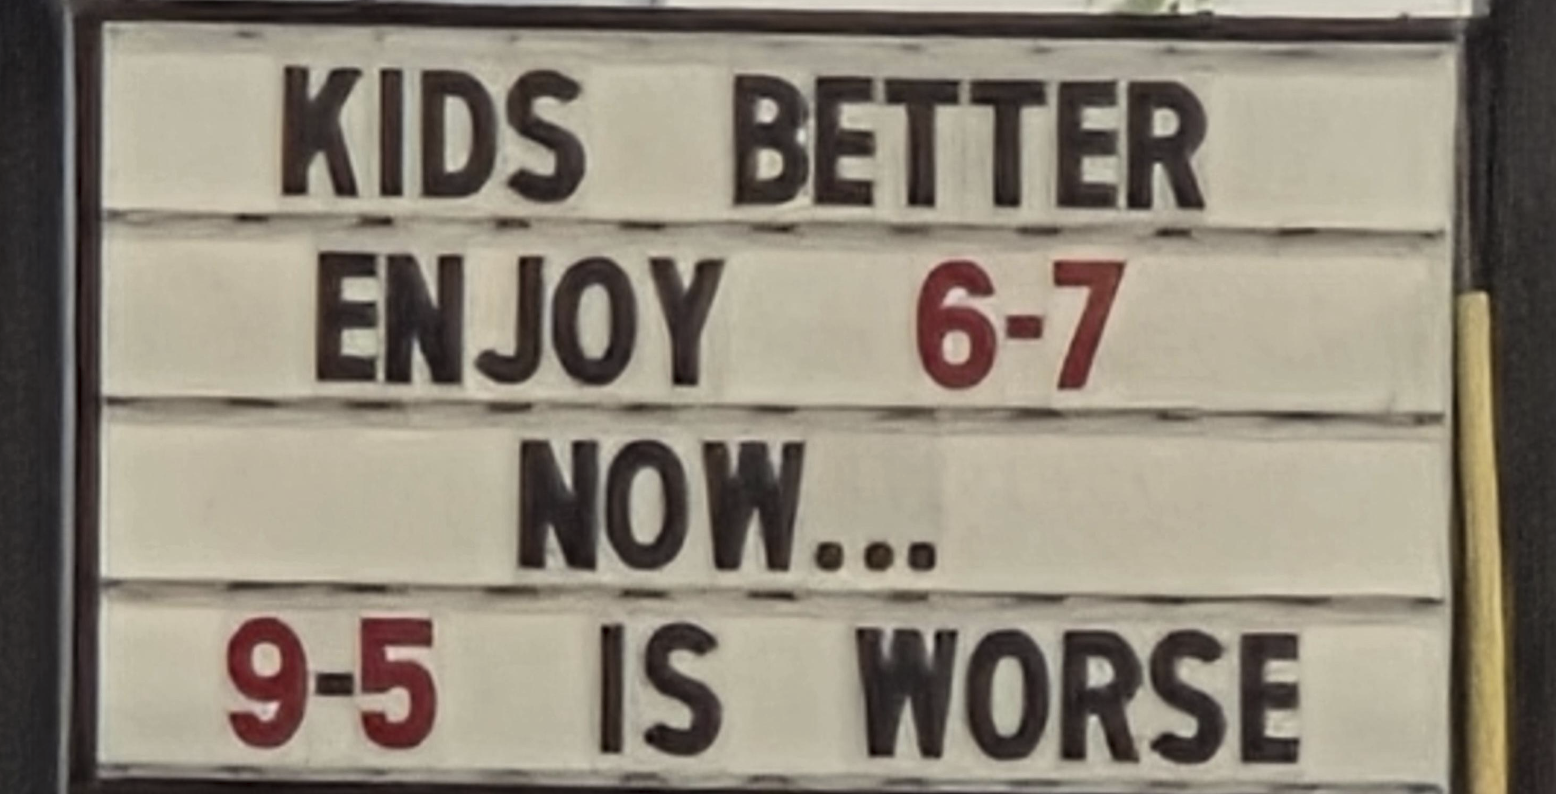 KIDS BETTER
ENJOY 6-7
NOW...
9-5 IS WORSE